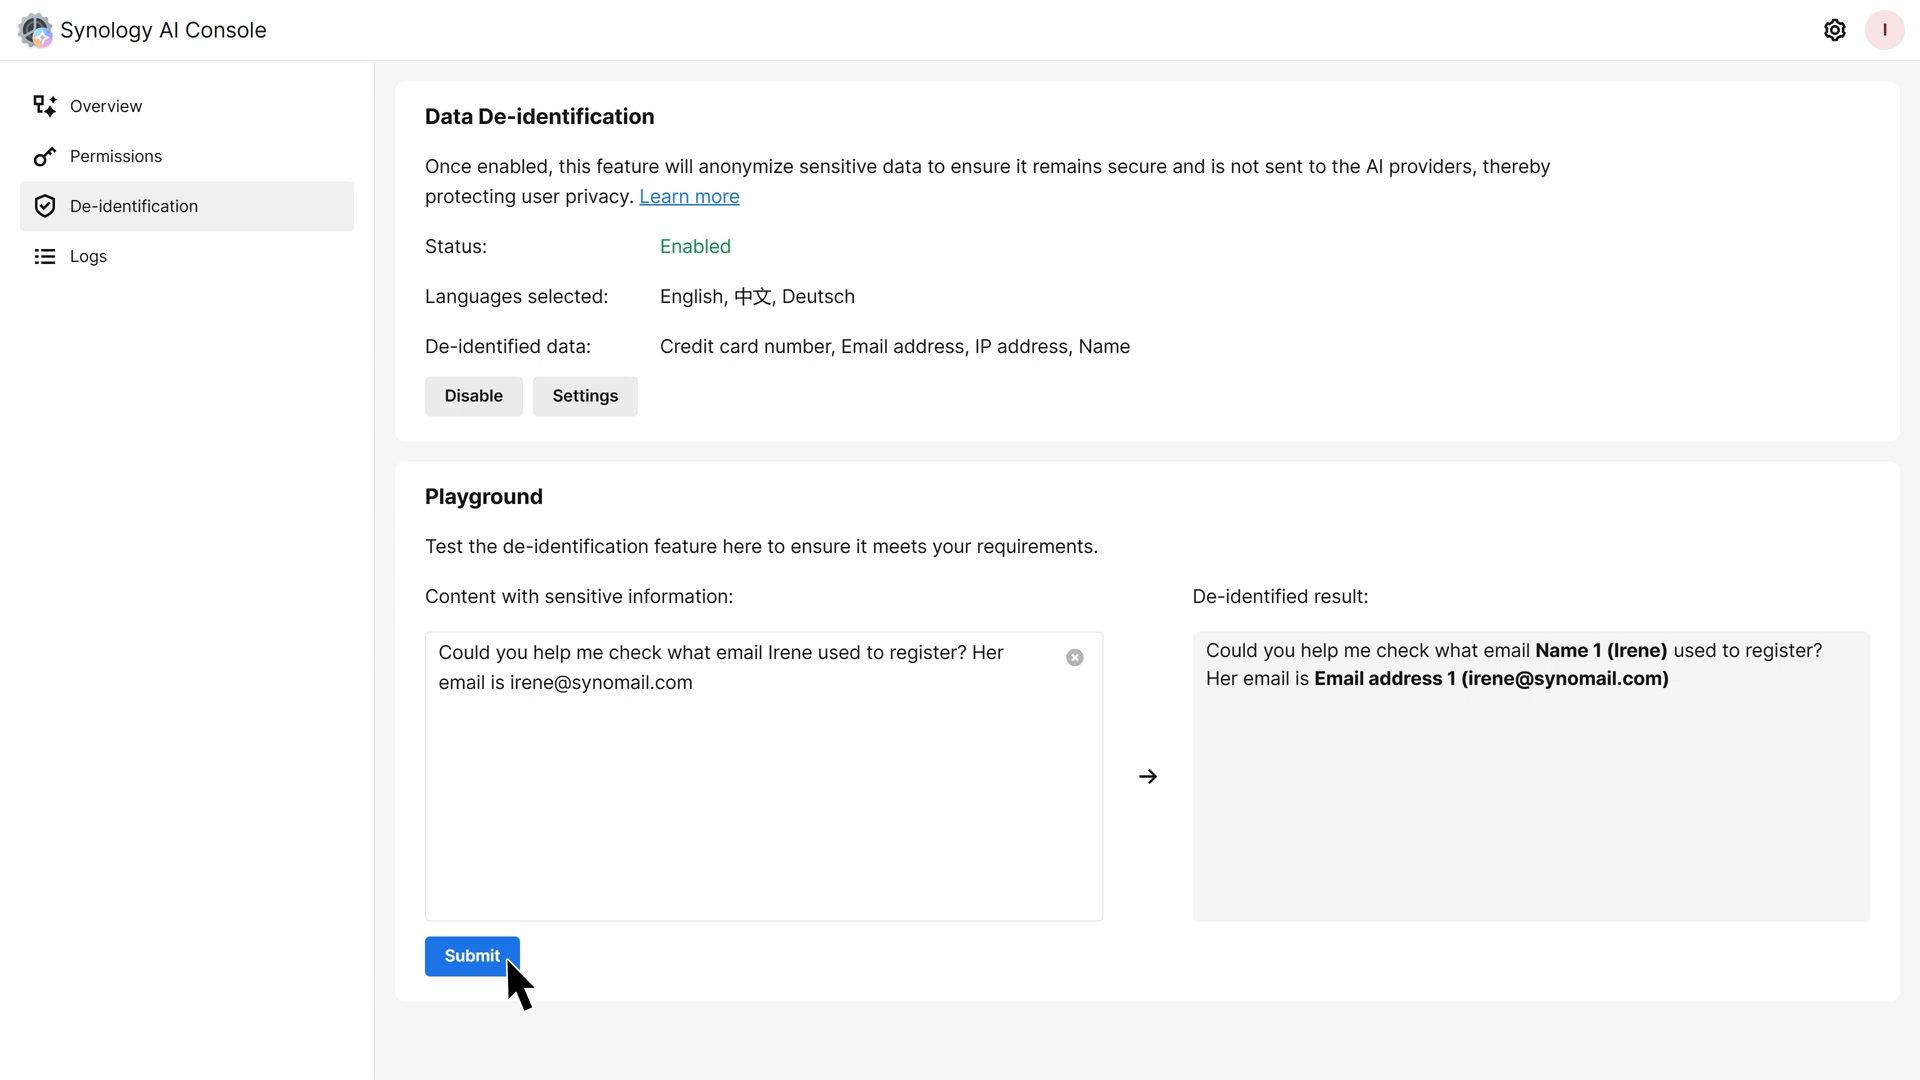 Synology AI Console
I
Overview
Permissions
De-identification
Logs
Data De-identification
Once enabled, this feature will anonymize sensitive data to ensure it remains secure and is not sent to the AI providers, thereby
protecting user privacy. Learn more
Status: Enabled
Languages selected: English, 中文, Deutsch
De-identified data: Credit card number, Email address, IP address, Name
Disable Settings
Playground
Test the de-identification feature here to ensure it meets your requirements.
Content with sensitive information:
Could you help me check what email Irene used to register? Her
email is irene@synomail.com
De-identified result:
Could you help me check what email Name 1 (Irene) used to register?
Her email is Email address 1 (irene@synomail.com)
Submit